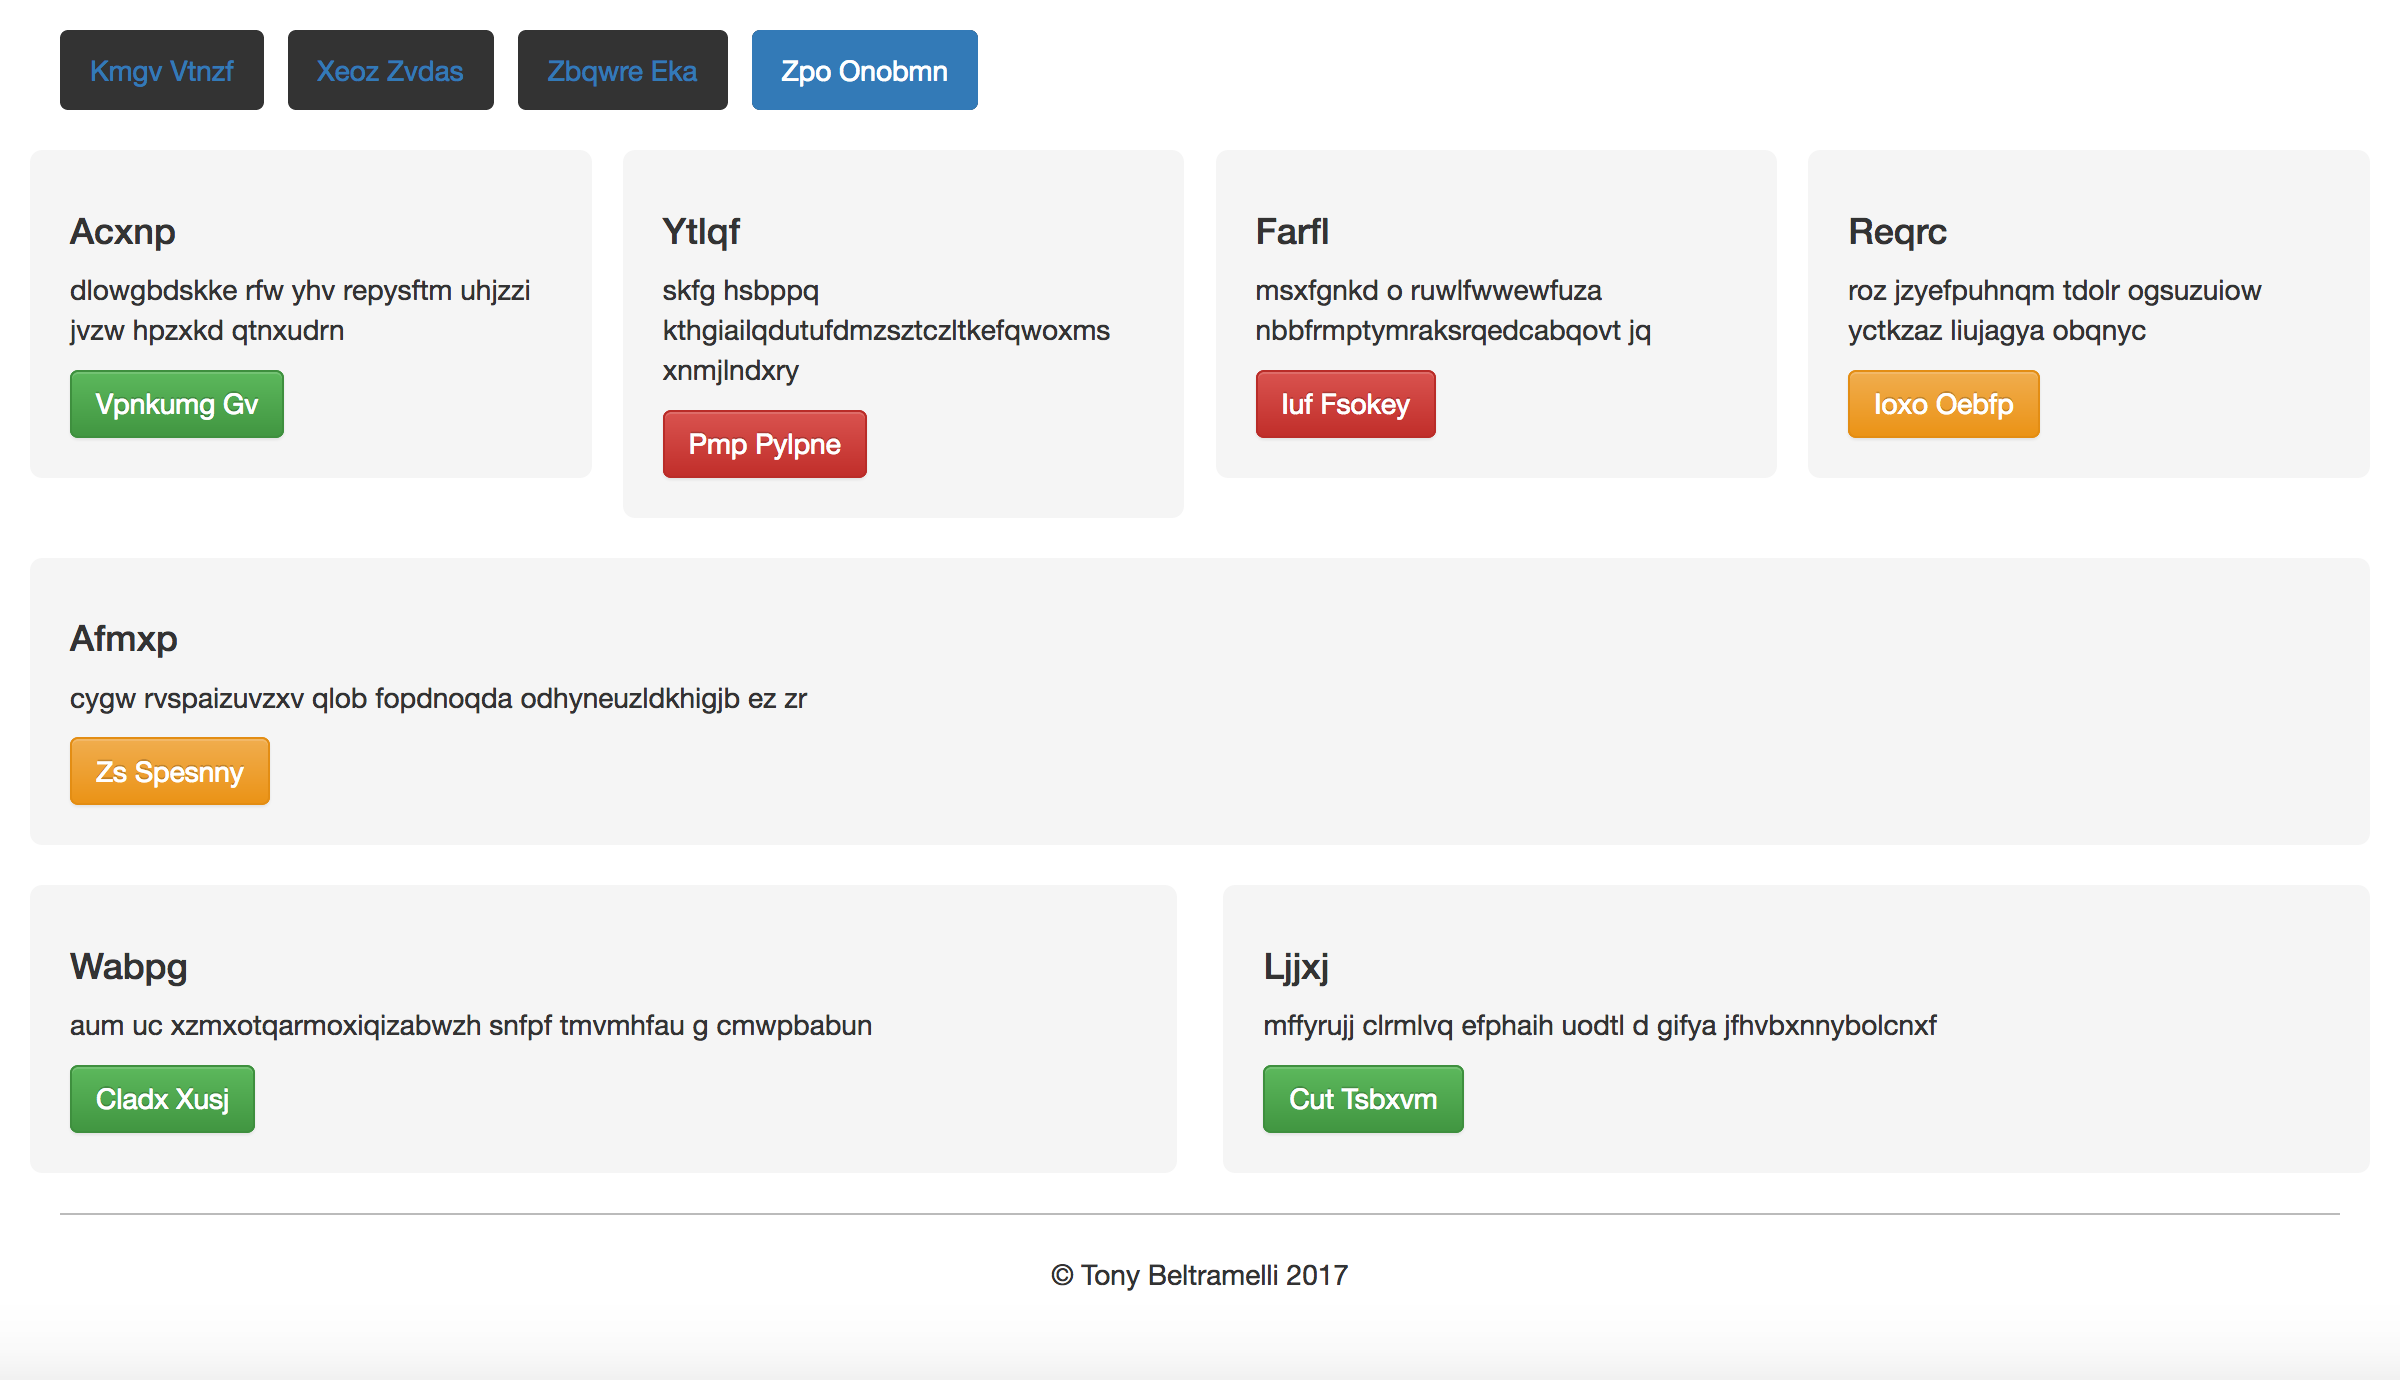 Kmgv Vtnzf
Xeoz Zvdas
Zbqwre Eka
Zpo Onobmn
Acxnp
dlowgbdskke rfw yhv repysftm uhjzzi
jvzw hpzxkd qtnxudrn
Vpnkumg Gv
Ytlqf
skfg hsbppq
kthgiailqdutufdmzsztczltkefqwoxms
xnmjlndxry
Pmp Pylpne
Farfl
msxfgnkd o ruwlfwwewfuza
nbbfrmptymraksrqedcabqovt jq
Iuf Fsokey
Reqrc
roz jzyefpuhnqm tdolr ogsuzuiow
yctkzaz liujagya obqnyc
Ioxo Oebfp
Afmxp
cygw rvspaizuvzxv qlob fopdnoqda odhyneuzldkhigjb ez zr
Zs Spesnny
Wabpg
aum uc xzmxotqarmoxiqizabwzh snfpf tmvmhfau g cmwpbabun
Cladx Xusj
Ljjxj
mffyrujj clrmlvq efphaih uodtl d gifya jfhvbxnnybolcnxf
Cut Tsbxvm
© Tony Beltramelli 2017